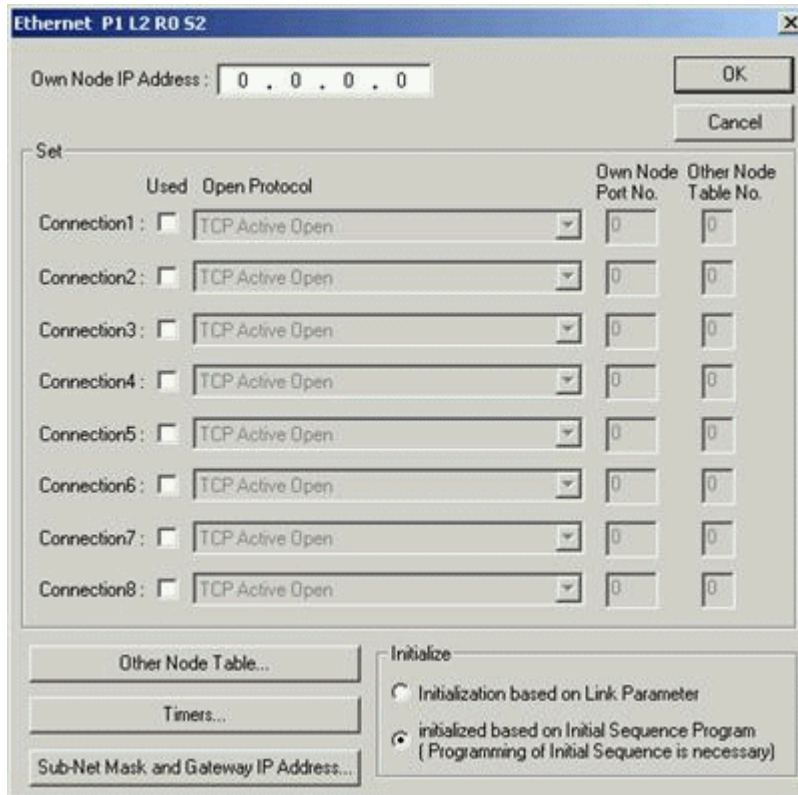 Ethernet P1 L2 R0 S2
Own Node IP Address : 0 . 0 . 0 . 0
OK
Cancel
Set
Used Open Protocol Own Node Port No. Other Node Table No.
Connection1 : TCP Active Open 0 0
Connection2 : TCP Active Open 0 0
Connection3 : TCP Active Open 0 0
Connection4 : TCP Active Open 0 0
Connection5 : TCP Active Open 0 0
Connection6 : TCP Active Open 0 0
Connection7 : TCP Active Open 0 0
Connection8 : TCP Active Open 0 0
Other Node Table...
Timers...
Sub-Net Mask and Gateway IP Address...
Initialize
Initialization based on Link Parameter
initialized based on Initial Sequence Program
( Programming of Initial Sequence is necessary)